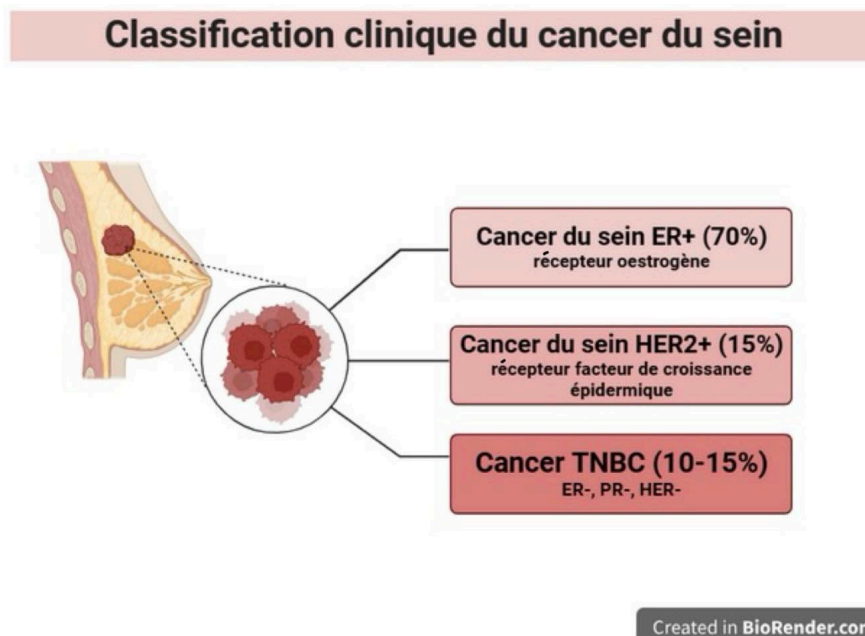 Classification clinique du cancer du sein
Cancer du sein ER+ (70%)
récepteur oestrogène
Cancer du sein HER2+ (15%)
récepteur facteur de croissance
épidermique
Cancer TNBC (10-15%)
ER-, PR-, HER-
Created in BioRender.com